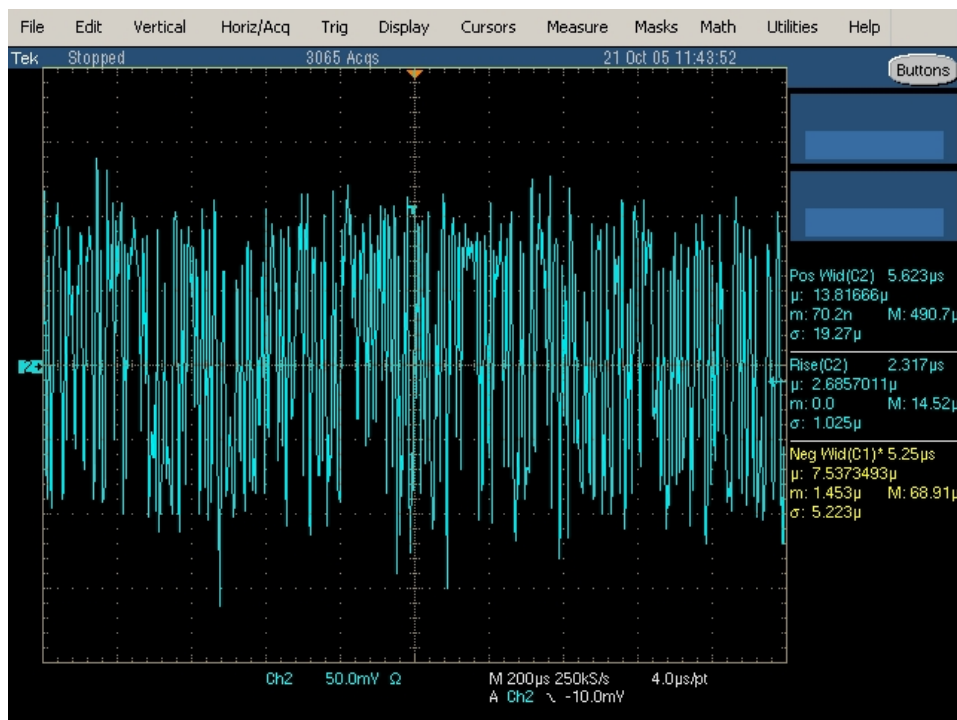 File Edit Vertical Horiz/Acq Trig Display Cursors Measure Masks Math Utilities Help
Tek Stopped 3065 Acqs 21 Oct 05 11:43:52
Buttons
T
2
Pos Wid(C2) 5.623µs
µ: 13.81666µ
m: 70.2n M: 490.7µ
σ: 19.27µ
Rise(C2) 2.317µs
µ: 2.6857011µ
m: 0.0 M: 14.52µ
σ: 1.025µ
Neg Wid(C1)* 5.25µs
µ: 7.5373493µ
m: 1.453µ M: 68.91µ
σ: 5.223µ
Ch2 50.0mV Ω M 200µs 250kS/s 4.0µs/pt
A Ch2 -10.0mV